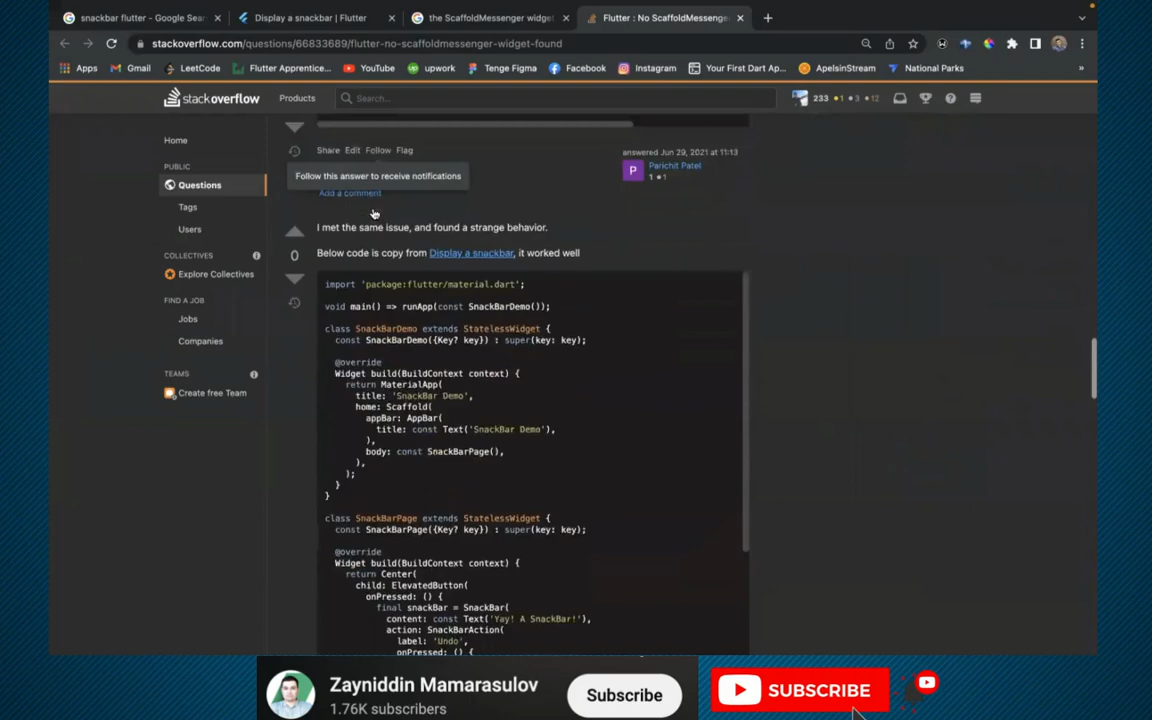 snackbar flutter - Google Sear
Display a snackbar | Flutter
the ScaffoldMessenger widget
Flutter : No ScaffoldMessenge
stackoverflow.com/questions/66833689/flutter-no-scaffoldmessenger-widget-found
Apps
Gmail
LeetCode
Flutter Apprentice...
YouTube
upwork
Tenge Figma
Facebook
Instagram
Your First Dart Ap...
ApelsinStream
National Parks
»
stackoverflow
Products
Search...
233 1 3 12
Home
PUBLIC
Questions
Tags
Users
COLLECTIVES
Explore Collectives
FIND A JOB
Jobs
Companies
TEAMS
Create free Team
Share Edit Follow Flag
answered Jun 29, 2021 at 11:13
P
Parichit Patel
1 1
Follow this answer to receive notifications
Add a comment
I met the same issue, and found a strange behavior.
0
Below code is copy from Display a snackbar, it worked well
import 'package:flutter/material.dart';
void main() => runApp(const SnackBarDemo());
class SnackBarDemo extends StatelessWidget {
const SnackBarDemo({Key? key}) : super(key: key);
@override
Widget build(BuildContext context) {
return MaterialApp(
title: 'SnackBar Demo',
home: Scaffold(
appBar: AppBar(
title: const Text('SnackBar Demo'),
),
body: const SnackBarPage(),
),
);
}
}
class SnackBarPage extends StatelessWidget {
const SnackBarPage({Key? key}) : super(key: key);
@override
Widget build(BuildContext context) {
return Center(
child: ElevatedButton(
onPressed: () {
final snackBar = SnackBar(
content: const Text('Yay! A SnackBar!'),
action: SnackBarAction(
label: 'Undo',
onPressed: () {
Zayniddin Mamarasulov
1.76K subscribers
Subscribe
SUBSCRIBE